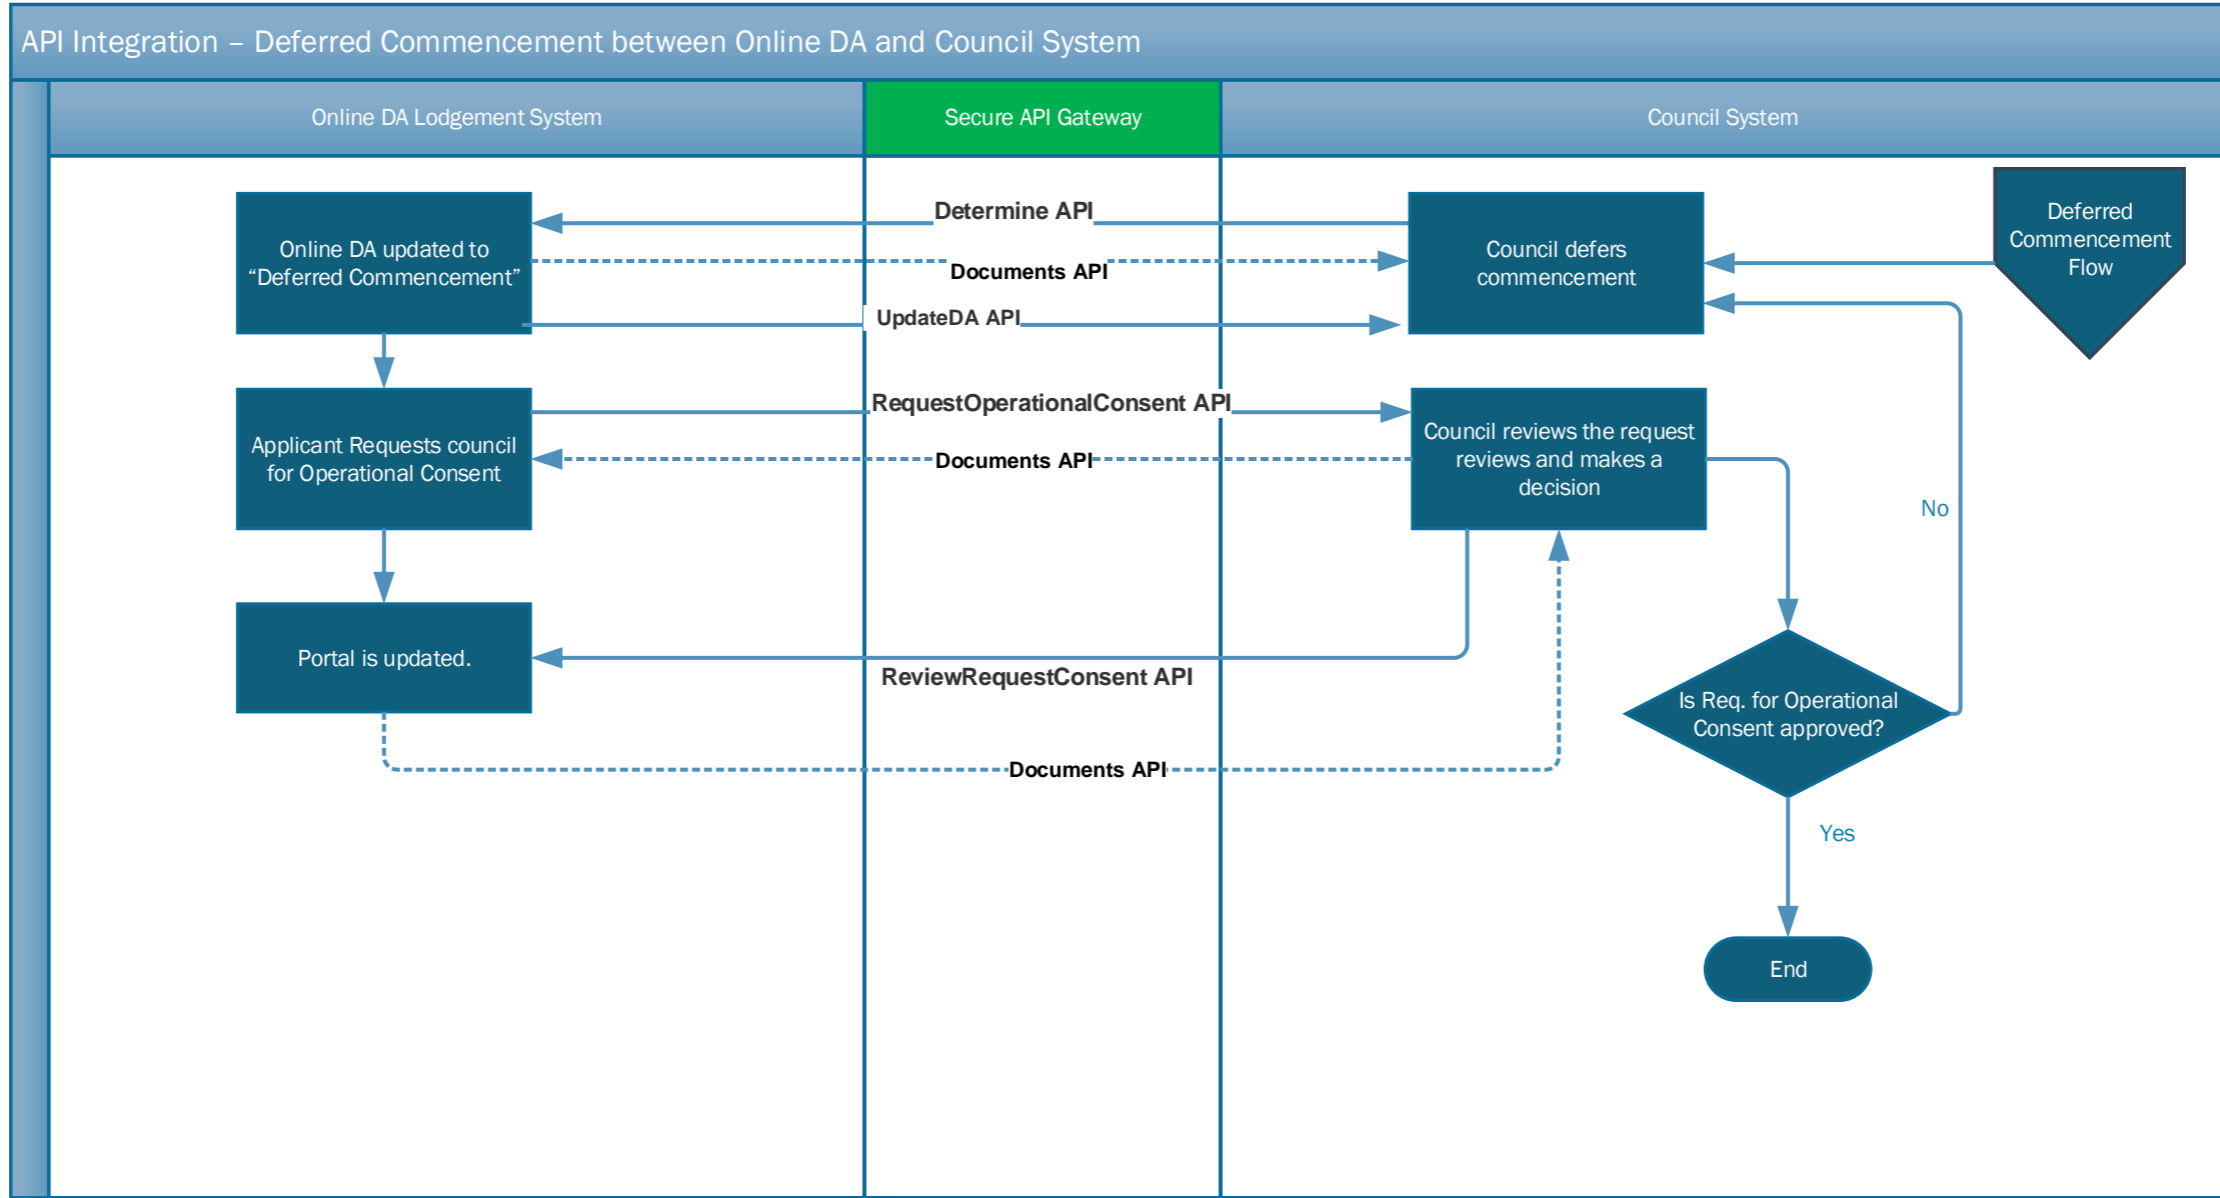 API Integration – Deferred Commencement between Online DA and Council System
Online DA Lodgement System
Secure API Gateway
Council System
Online DA updated to
“Deferred Commencement”
Determine API
Documents API
UpdateDA API
Council defers
commencement
Deferred
Commencement
Flow
Applicant Requests council
for Operational Consent
RequestOperationalConsent API
Documents API
Council reviews the request
reviews and makes a
decision
No
Portal is updated.
ReviewRequestConsent API
Is Req. for Operational
Consent approved?
Documents API
Yes
End